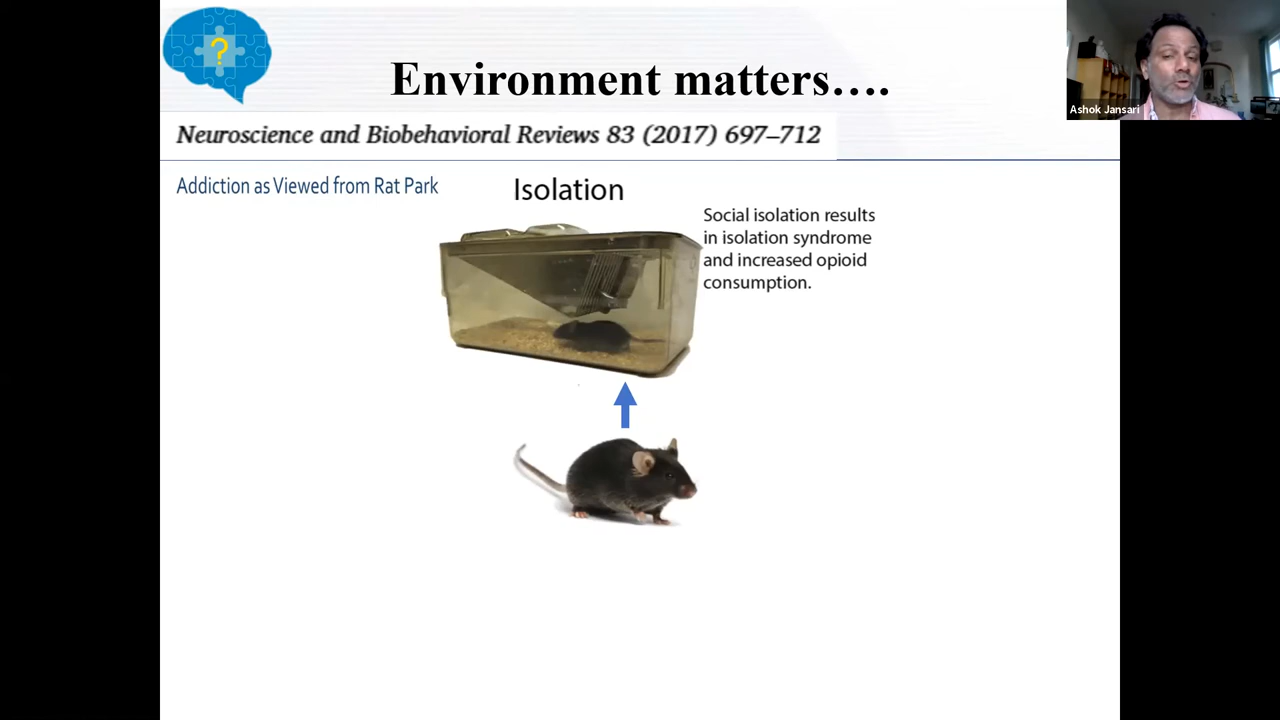 ?
Environment matters….
Ashok Jansari
Neuroscience and Biobehavioral Reviews 83 (2017) 697–712
Addiction as Viewed from Rat Park
Isolation
Social isolation results
in isolation syndrome
and increased opioid
consumption.